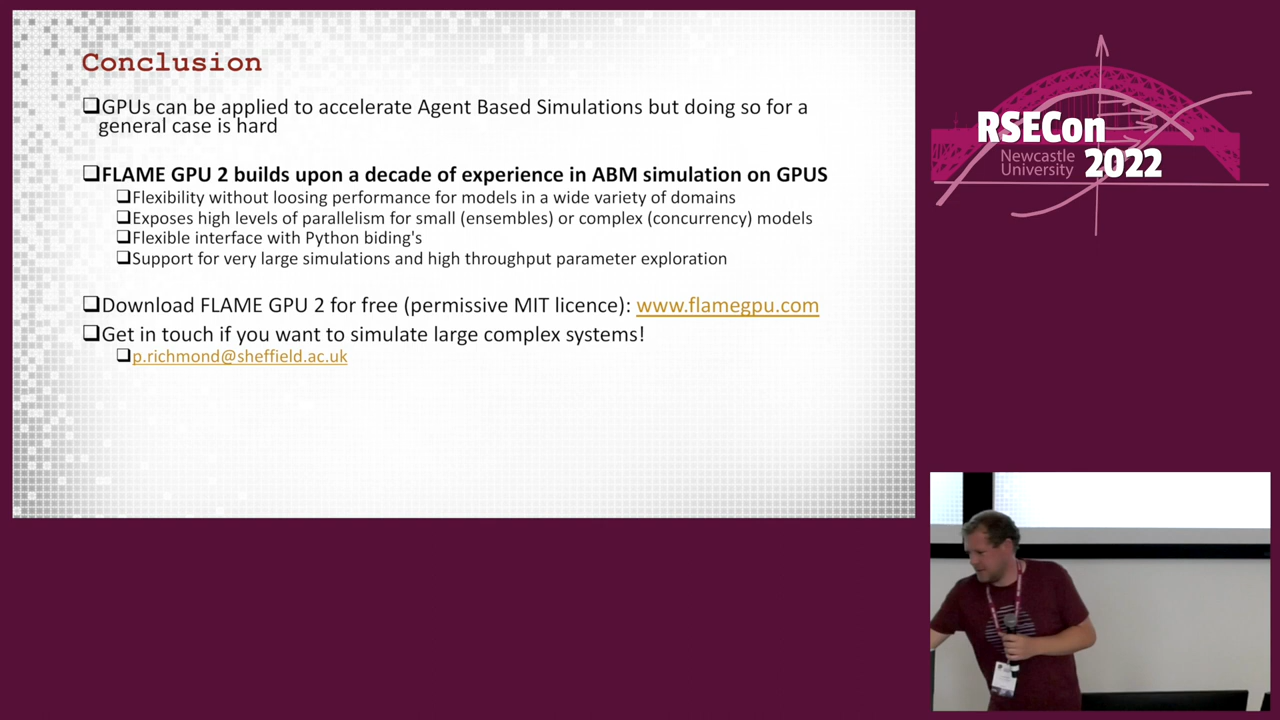 Conclusion
❑GPUs can be applied to accelerate Agent Based Simulations but doing so for a
general case is hard
❑FLAME GPU 2 builds upon a decade of experience in ABM simulation on GPUS
❑Flexibility without loosing performance for models in a wide variety of domains
❑Exposes high levels of parallelism for small (ensembles) or complex (concurrency) models
❑Flexible interface with Python biding's
❑Support for very large simulations and high throughput parameter exploration
❑Download FLAME GPU 2 for free (permissive MIT licence): www.flamegpu.com
❑Get in touch if you want to simulate large complex systems!
❑p.richmond@sheffield.ac.uk
RSECon
Newcastle
University
2022